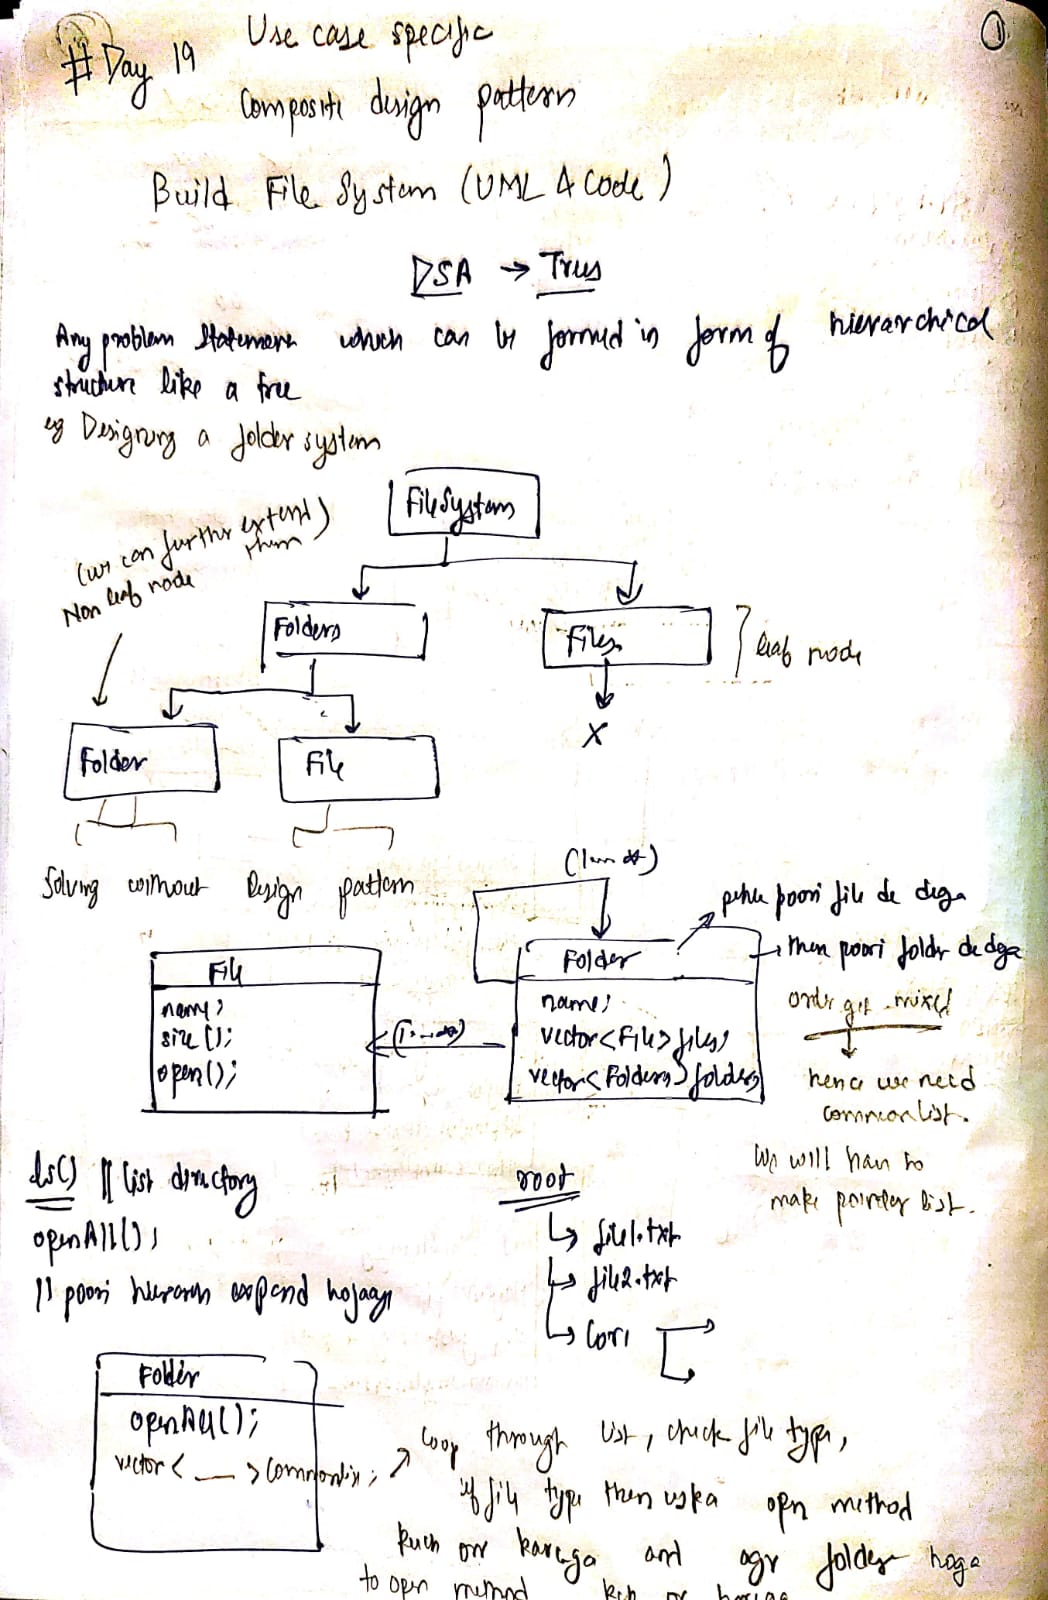 ①
# Day 19
Use case specific
Composite design pattern
Build File System (UML & Code)
DSA → Trees
Any problem statement which can be formed in form of hierarchical
structure like a tree
eg Designing a folder system
FileSystem
(we can further extend them)
Non leaf node
Folders
Files
leaf node
X
Folder
File
Solving without Design pattern
(1 --- *)
pehle poori file de dega
→ then poori folder de dega
order get mixed
hence we need
common list.
We will have to
make pointer list.
File
name;
size();
open();
(1 --- *)
Folder
name;
vector<File> files;
vector<Folders> folders;
ls() // list directory
openAll();
// poori hierarchy expand hojaaye
root
↳ file1.txt
↳ file2.txt
↳
Folder
openAll();
vector< __ > commonlist;
loop through list, check file type,
if file type then uska open method
kuch or karega and agr folder hoga
to open method kuch or